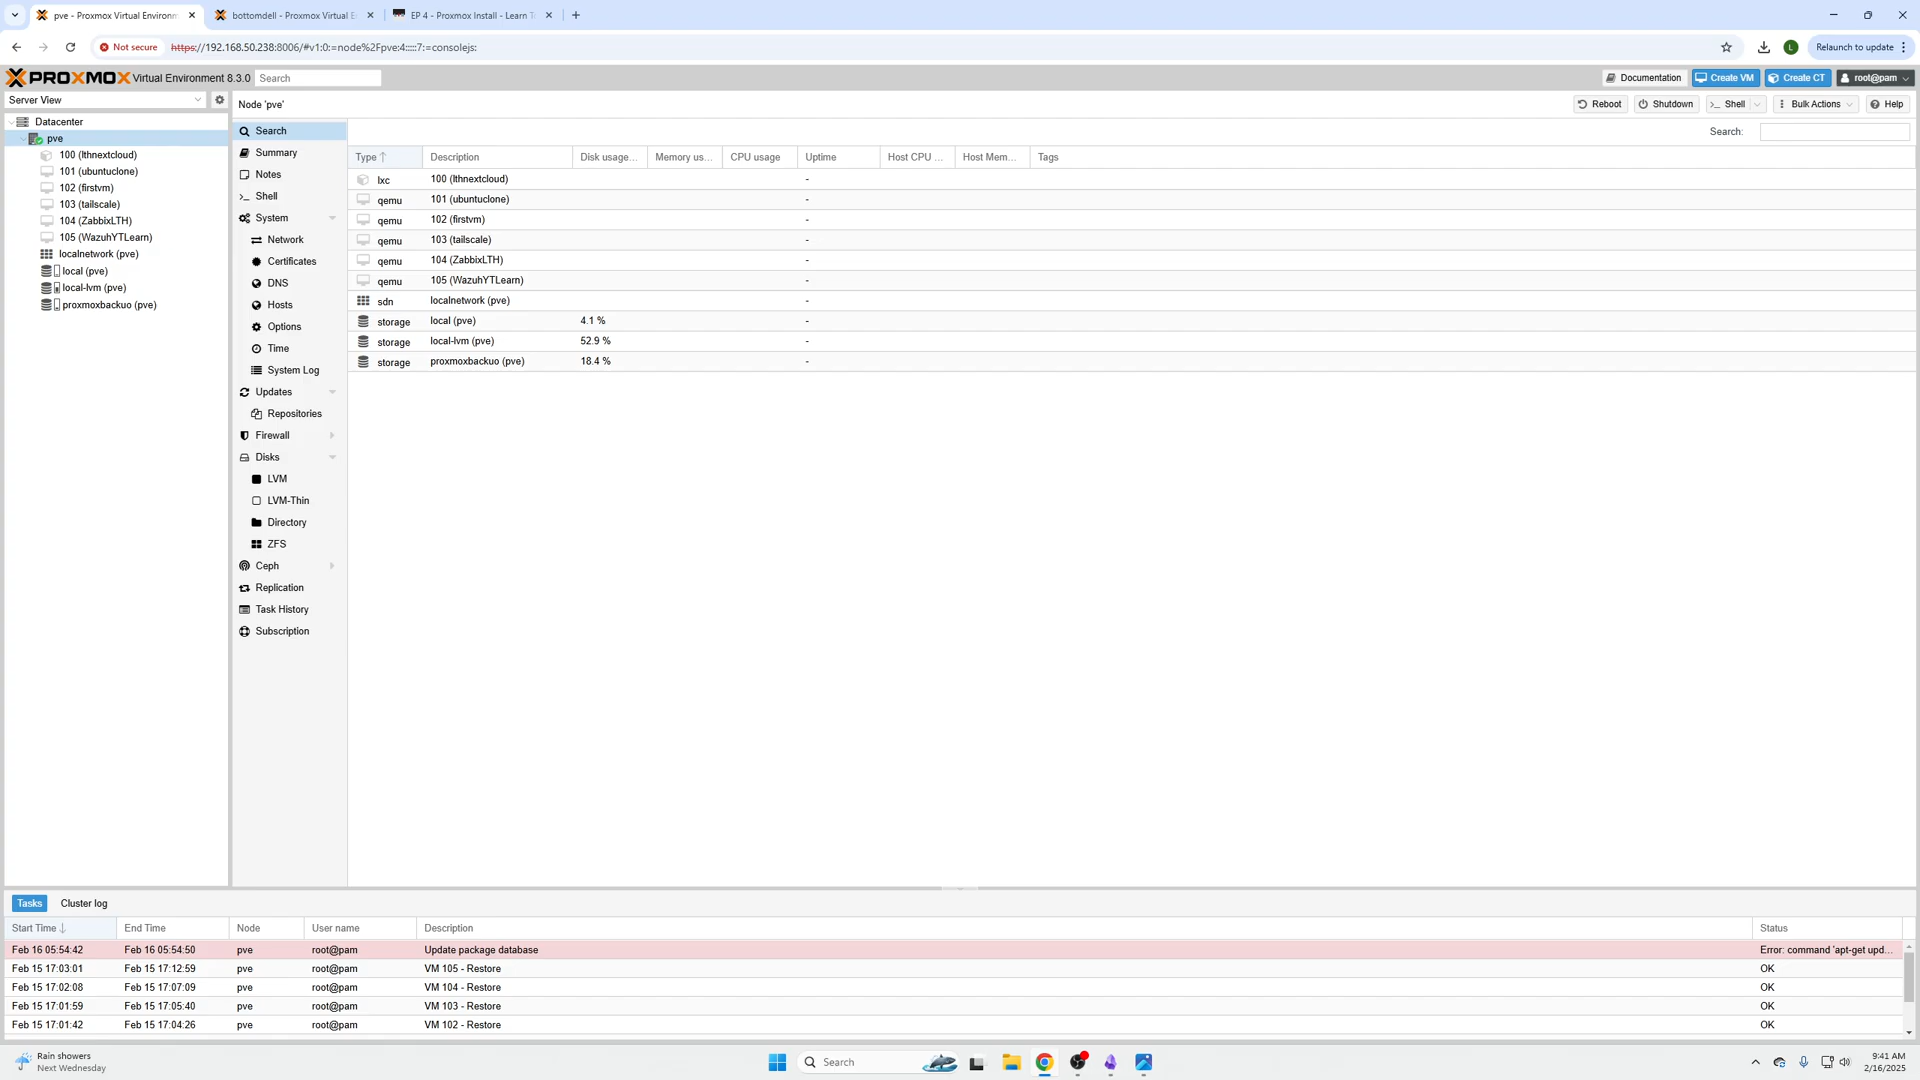 pve - Proxmox Virtual Environm
bottomdell - Proxmox Virtual E
EP 4 - Proxmox Install - Learn T
Not secure
https://192.168.50.238:8006/#v1:0:=node%2Fpve:4:::::7:=consolejs:
L
Relaunch to update
PROXMOX Virtual Environment 8.3.0
Search
Documentation
Create VM
Create CT
root@pam
Server View
Node 'pve'
Reboot
Shutdown
Shell
Bulk Actions
Help
Datacenter
pve
100 (lthnextcloud)
101 (ubuntuclone)
102 (firstvm)
103 (tailscale)
104 (ZabbixLTH)
105 (WazuhYTLearn)
localnetwork (pve)
local (pve)
local-lvm (pve)
proxmoxbackuo (pve)
Search
Summary
Notes
Shell
System
Network
Certificates
DNS
Hosts
Options
Time
System Log
Updates
Repositories
Firewall
Disks
LVM
LVM-Thin
Directory
ZFS
Ceph
Replication
Task History
Subscription
Search:
Type Description Disk usage... Memory us... CPU usage Uptime Host CPU ... Host Mem... Tags
lxc 100 (lthnextcloud) -
qemu 101 (ubuntuclone) -
qemu 102 (firstvm) -
qemu 103 (tailscale) -
qemu 104 (ZabbixLTH) -
qemu 105 (WazuhYTLearn) -
sdn localnetwork (pve) -
storage local (pve) 4.1 % -
storage local-lvm (pve) 52.9 % -
storage proxmoxbackuo (pve) 18.4 % -
Tasks Cluster log
Start Time End Time Node User name Description Status
Feb 16 05:54:42 Feb 16 05:54:50 pve root@pam Update package database Error: command 'apt-get upd...
Feb 15 17:03:01 Feb 15 17:12:59 pve root@pam VM 105 - Restore OK
Feb 15 17:02:08 Feb 15 17:07:09 pve root@pam VM 104 - Restore OK
Feb 15 17:01:59 Feb 15 17:05:40 pve root@pam VM 103 - Restore OK
Feb 15 17:01:42 Feb 15 17:04:26 pve root@pam VM 102 - Restore OK
Rain showers
Next Wednesday
Search
9:41 AM
2/16/2025